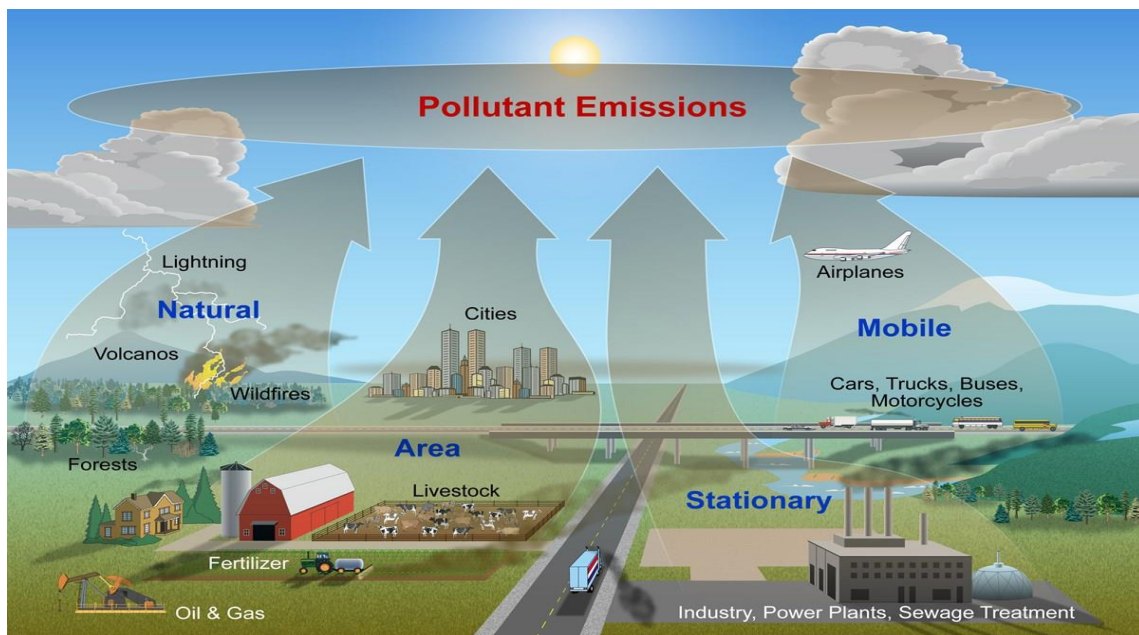 Pollutant Emissions
Lightning
Natural
Volcanos
Wildfires
Forests
Cities
Area
Livestock
Fertilizer
Oil & Gas
Airplanes
Mobile
Cars, Trucks, Buses,
Motorcycles
Stationary
Industry, Power Plants, Sewage Treatment